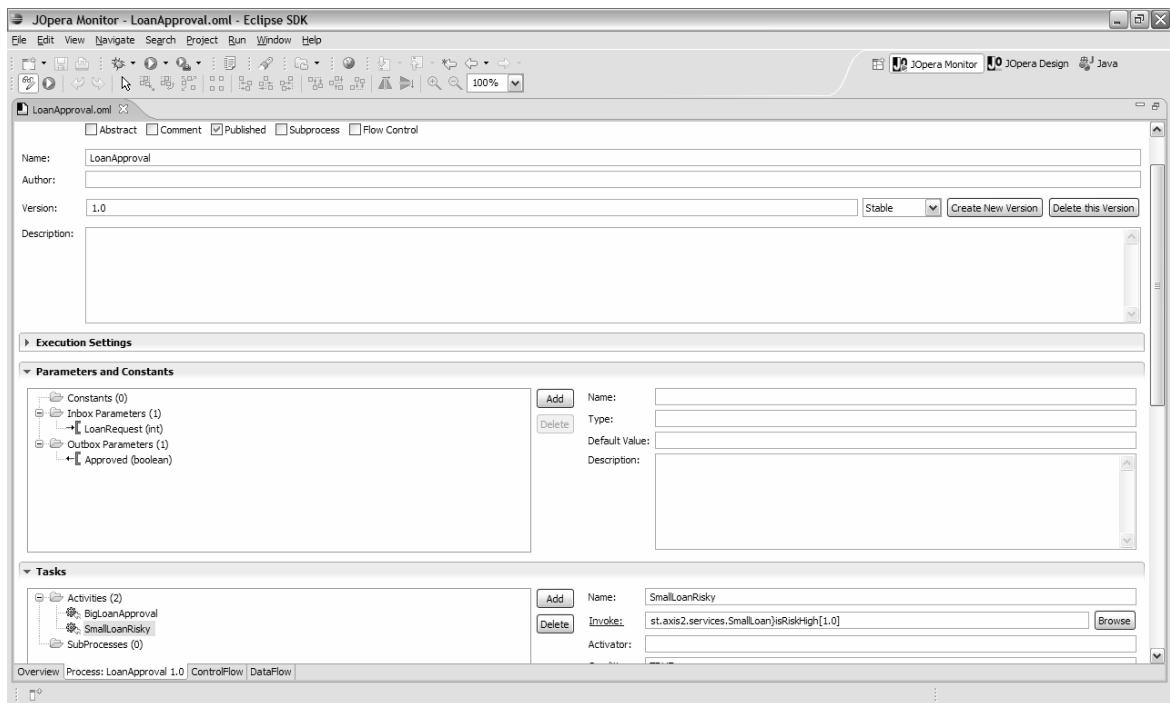 JOpera Monitor - LoanApproval.oml - Eclipse SDK
File Edit View Navigate Search Project Run Window Help
JOpera Monitor JOpera Design Java
100%
LoanApproval.oml
Abstract Comment Published Subprocess Flow Control
Name: LoanApproval
Author:
Version: 1.0 Stable Create New Version Delete this Version
Description:
Execution Settings
Parameters and Constants
Constants (0)
Inbox Parameters (1)
LoanRequest (int)
Outbox Parameters (1)
Approved (boolean)
Add
Delete
Name:
Type:
Default Value:
Description:
Tasks
Activities (2)
BigLoanApproval
SmallLoanRisky
SubProcesses (0)
Add
Delete
Name: SmallLoanRisky
Invoke: st.axis2.services.SmallLoan}isRiskHigh[1.0] Browse
Activator:
Overview Process: LoanApproval 1.0 ControlFlow DataFlow